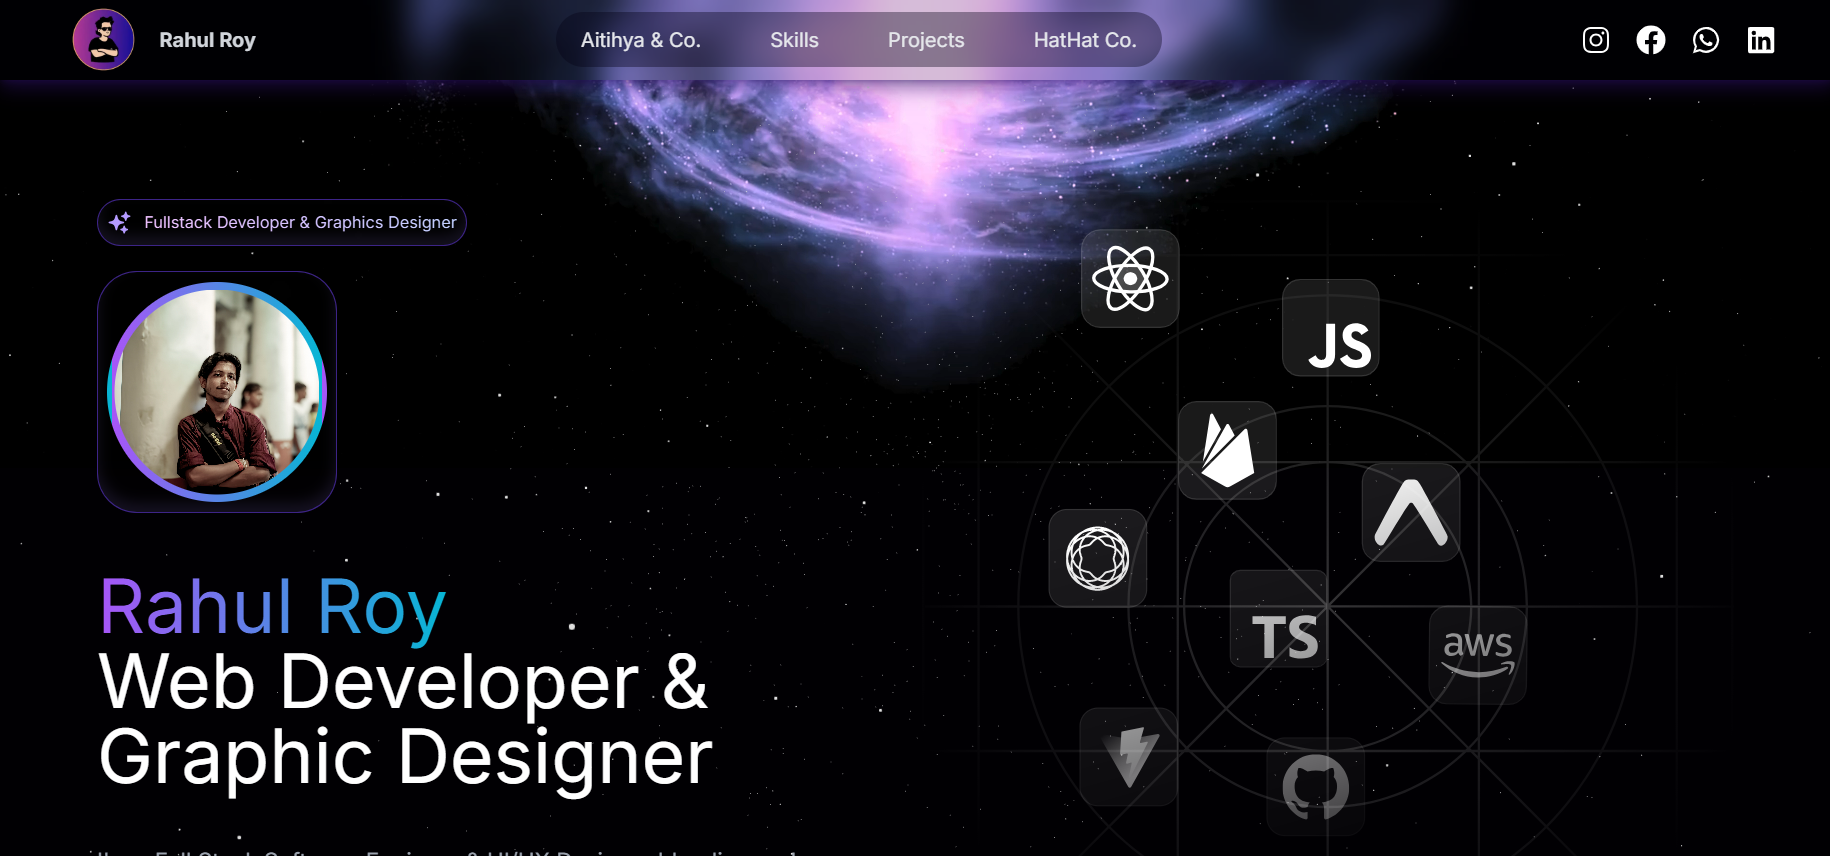 Rahul Roy
Aitihya & Co. Skills Projects HatHat Co.
Fullstack Developer & Graphics Designer
JS
TS
aws
Rahul Roy
Web Developer &
Graphic Designer